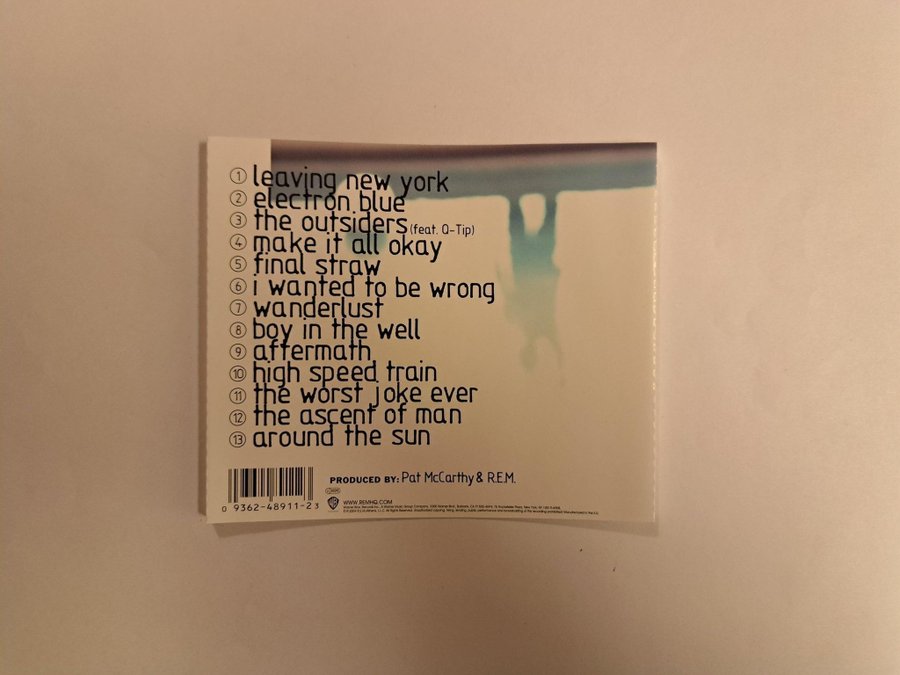 1 leaving new york
2 electron blue
3 the outsiders (feat. Q-Tip)
4 make it all okay
5 final straw
6 i wanted to be wrong
7 wanderlust
8 boy in the well
9 aftermath
10 high speed train
11 the worst joke ever
12 the ascent of man
13 around the sun
PRODUCED BY: Pat McCarthy & R.E.M.
WWW.REMHQ.COM
0 9362-48911-2 3